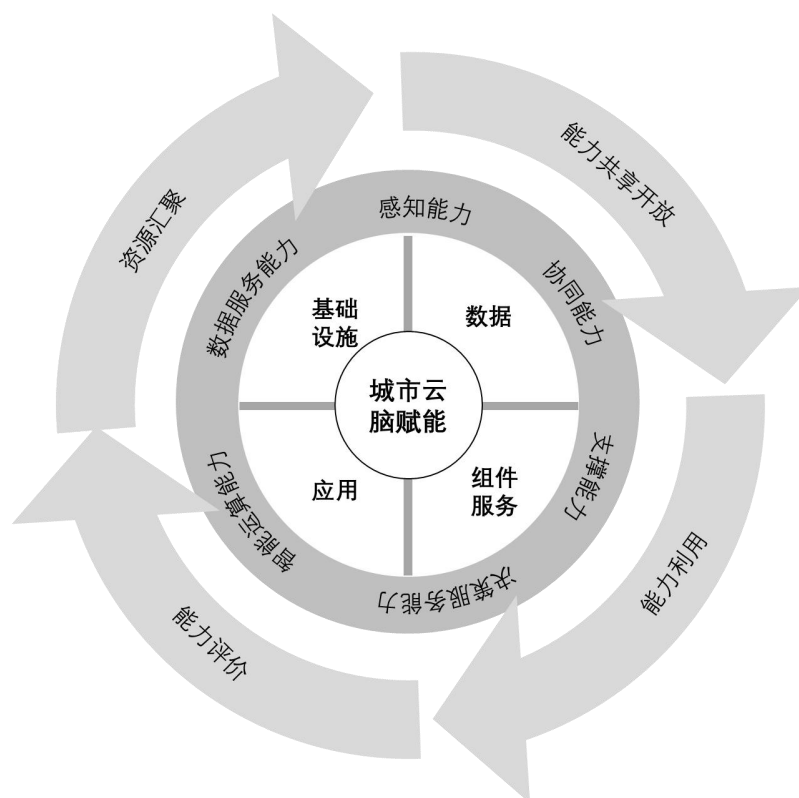 资源汇聚
能力共享开放
能力利用
能力评价
感知能力
协同能力
支撑能力
决策服务能力
智能运算能力
数据服务能力
基础
设施
数据
城市云
脑赋能
应用
组件
服务